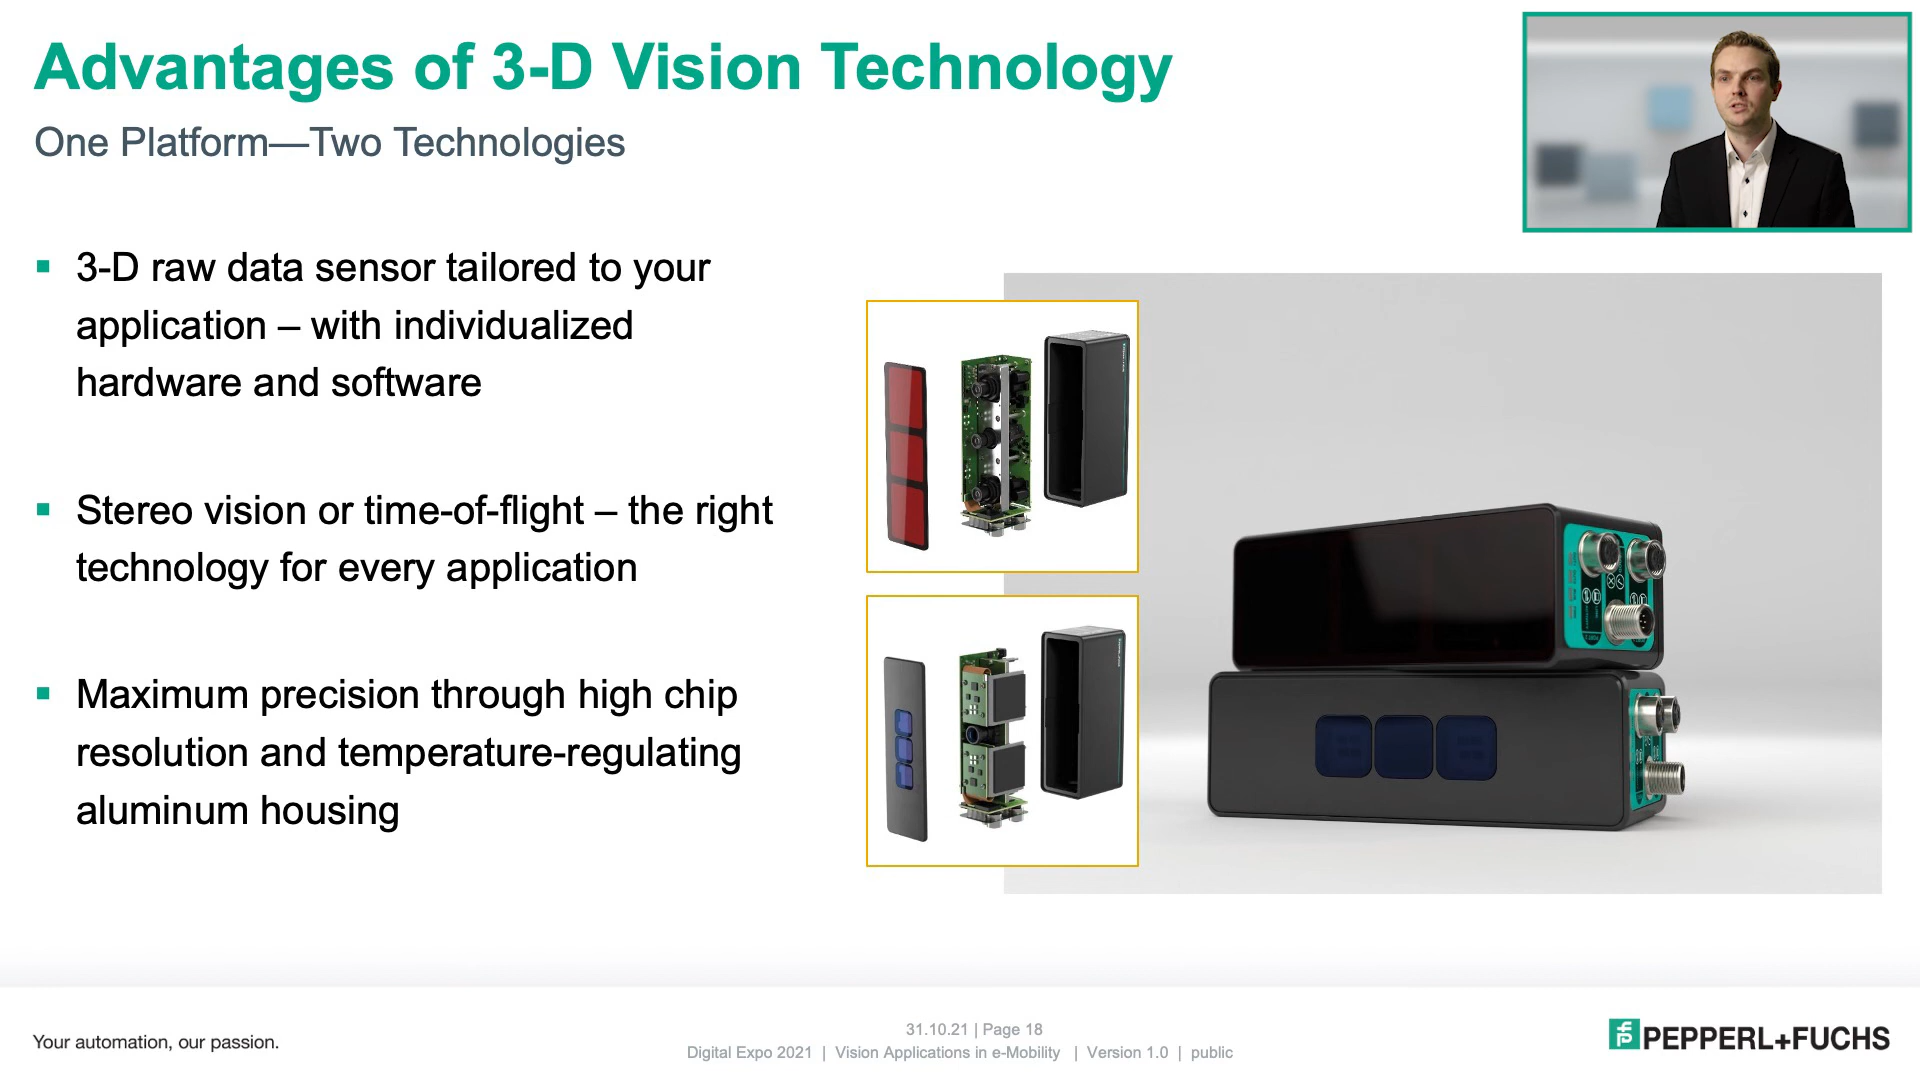 Advantages of 3-D Vision Technology
One Platform—Two Technologies
▪ 3-D raw data sensor tailored to your
application – with individualized
hardware and software
▪ Stereo vision or time-of-flight – the right
technology for every application
▪ Maximum precision through high chip
resolution and temperature-regulating
aluminum housing
Your automation, our passion.
31.10.21 | Page 18
Digital Expo 2021 | Vision Applications in e-Mobility | Version 1.0 | public
PEPPERL+FUCHS